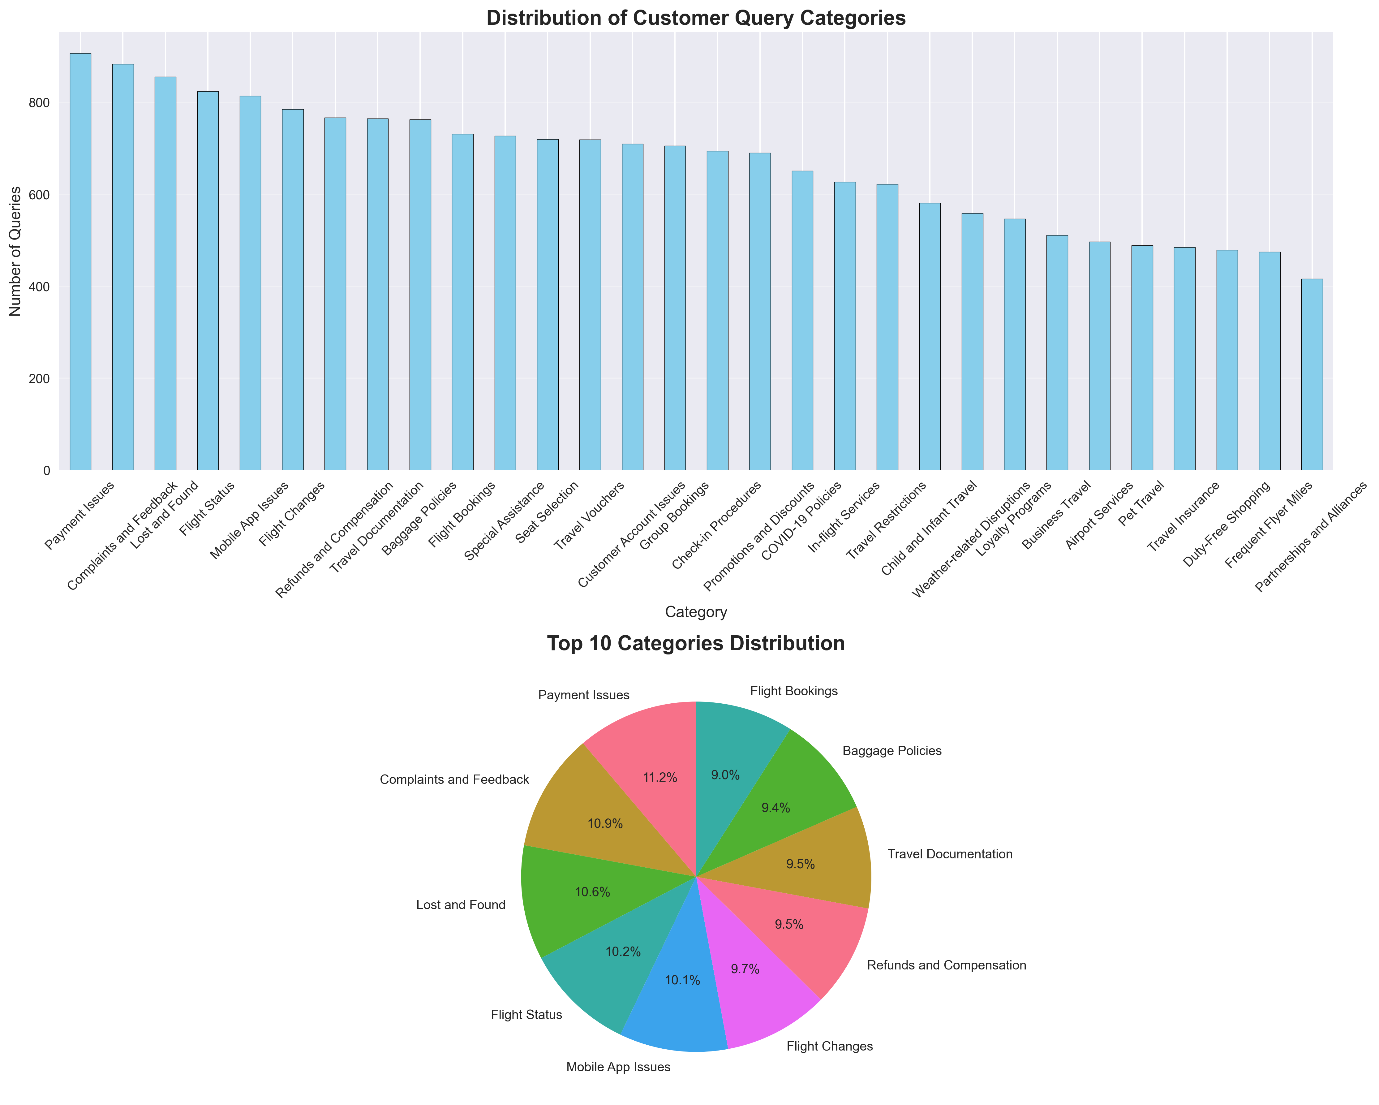 Distribution of Customer Query Categories
Number of Queries
800
600
400
200
0
Payment Issues
Complaints and Feedback
Lost and Found
Flight Status
Mobile App Issues
Flight Changes
Refunds and Compensation
Travel Documentation
Baggage Policies
Flight Bookings
Special Assistance
Seat Selection
Travel Vouchers
Customer Account Issues
Group Bookings
Check-in Procedures
Promotions and Discounts
COVID-19 Policies
In-flight Services
Travel Restrictions
Child and Infant Travel
Weather-related Disruptions
Loyalty Programs
Business Travel
Airport Services
Pet Travel
Travel Insurance
Duty-Free Shopping
Frequent Flyer Miles
Partnerships and Alliances
Category
Top 10 Categories Distribution
Payment Issues
11.2%
Complaints and Feedback
10.9%
Lost and Found
10.6%
Flight Status
10.2%
Mobile App Issues
10.1%
Flight Changes
9.7%
Refunds and Compensation
9.5%
Travel Documentation
9.5%
Baggage Policies
9.4%
Flight Bookings
9.0%